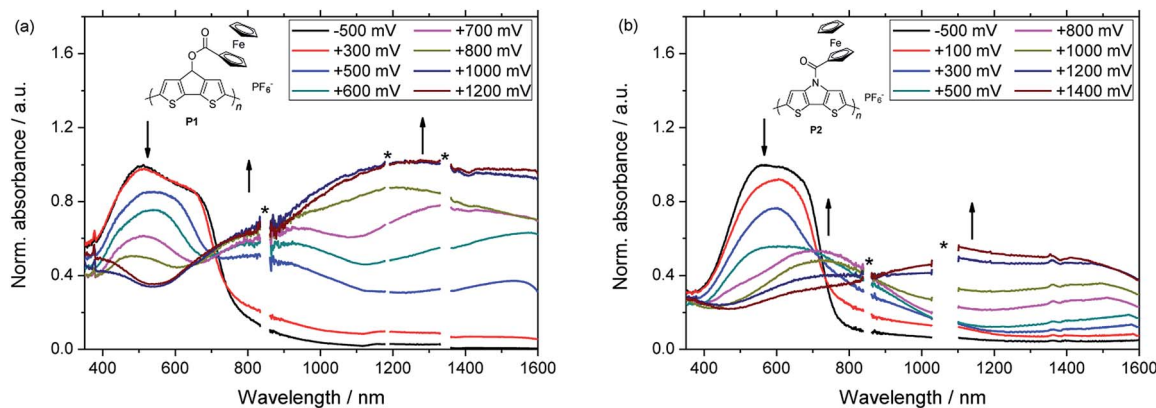 (a)
Norm. absorbance / a.u.
1.6
1.2
0.8
0.4
0.0
400 600 800 1000 1200 1400 1600
Wavelength / nm
O
O
Fe
S S
n
PF6-
P1
-500 mV
+300 mV
+500 mV
+600 mV
+700 mV
+800 mV
+1000 mV
+1200 mV
*
*
*
(b)
Norm. absorbance / a.u.
1.6
1.2
0.8
0.4
0.0
400 600 800 1000 1200 1400 1600
Wavelength / nm
O
Fe
N
S S
n
PF6-
P2
-500 mV
+100 mV
+300 mV
+500 mV
+800 mV
+1000 mV
+1200 mV
+1400 mV
*
*